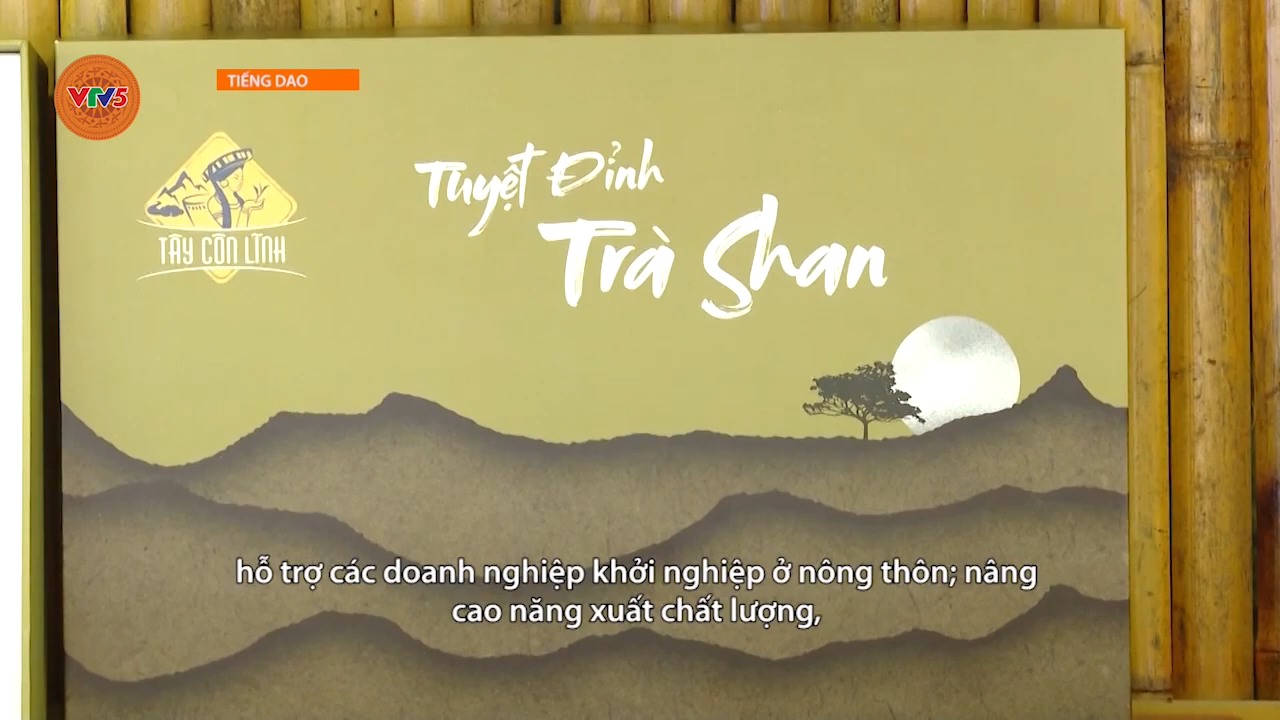 VTV5
TIẾNG DAO
TÂY CÔN LĨNH
Tuyệt Đỉnh
Trà Shan
hỗ trợ các doanh nghiệp khởi nghiệp ở nông thôn; nâng
cao năng xuất chất lượng,